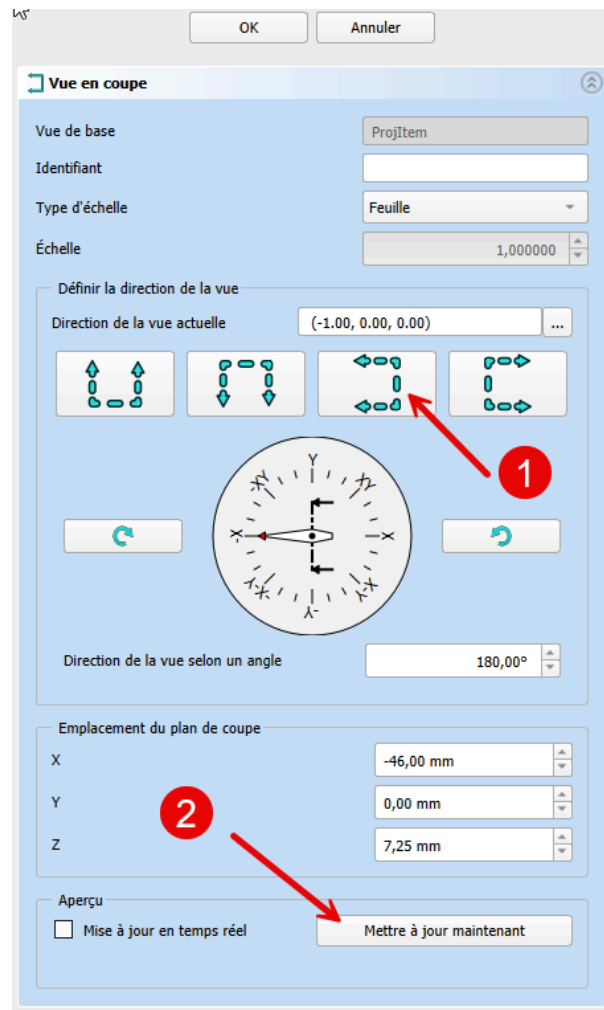 OK Annuler
Vue en coupe
Vue de base ProjItem
Identifiant
Type d'échelle Feuille
Échelle 1,000000
Définir la direction de la vue
Direction de la vue actuelle (-1.00, 0.00, 0.00) ...
1
Y
-XY XY
-X X
-X-Y X-Y
-Y
Direction de la vue selon un angle 180,00°
Emplacement du plan de coupe
X -46,00 mm
Y 0,00 mm
2
Z 7,25 mm
Aperçu
Mise à jour en temps réel Mettre à jour maintenant